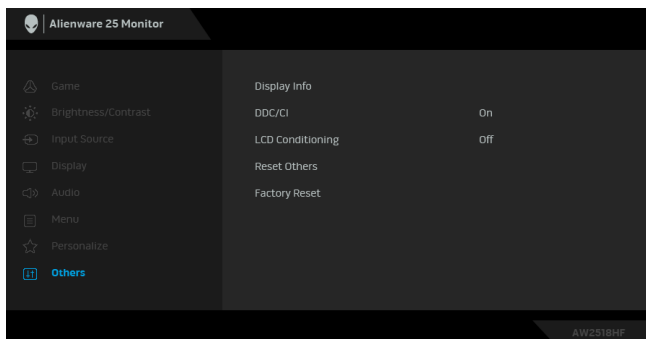 Alienware 25 Monitor
Game
Brightness/Contrast
Input Source
Display
Audio
Menu
Personalize
Others
Display Info
DDC/CI On
LCD Conditioning Off
Reset Others
Factory Reset
AW2518HF